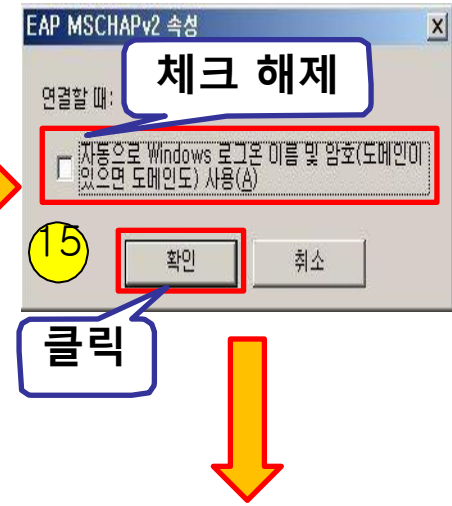 EAP MSCHAPv2 속성
체크 해제
연결할 때:
자동으로 Windows 로그온 이름 및 암호(도메인이
있으면 도메인도) 사용(A)
15
확인
취소
클릭